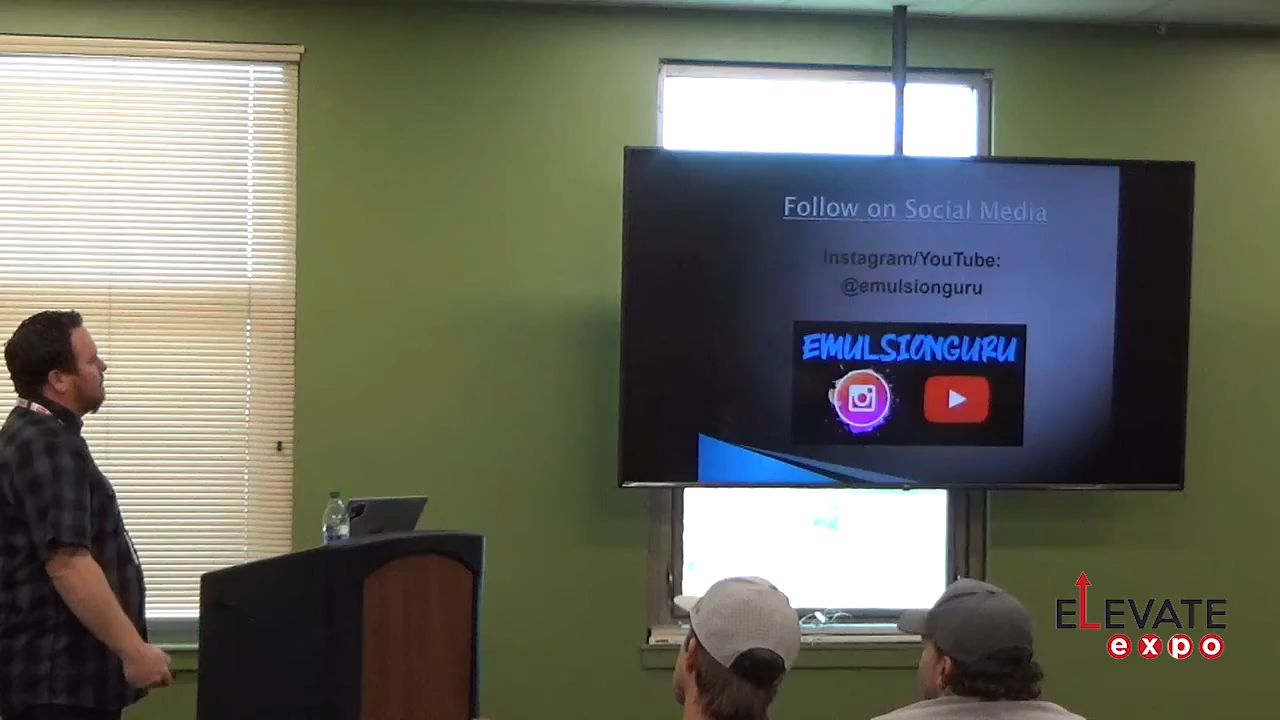 Follow on Social Media
Instagram/YouTube:
@emulsionguru
EMULSIONGURU
ELEVATE
expo